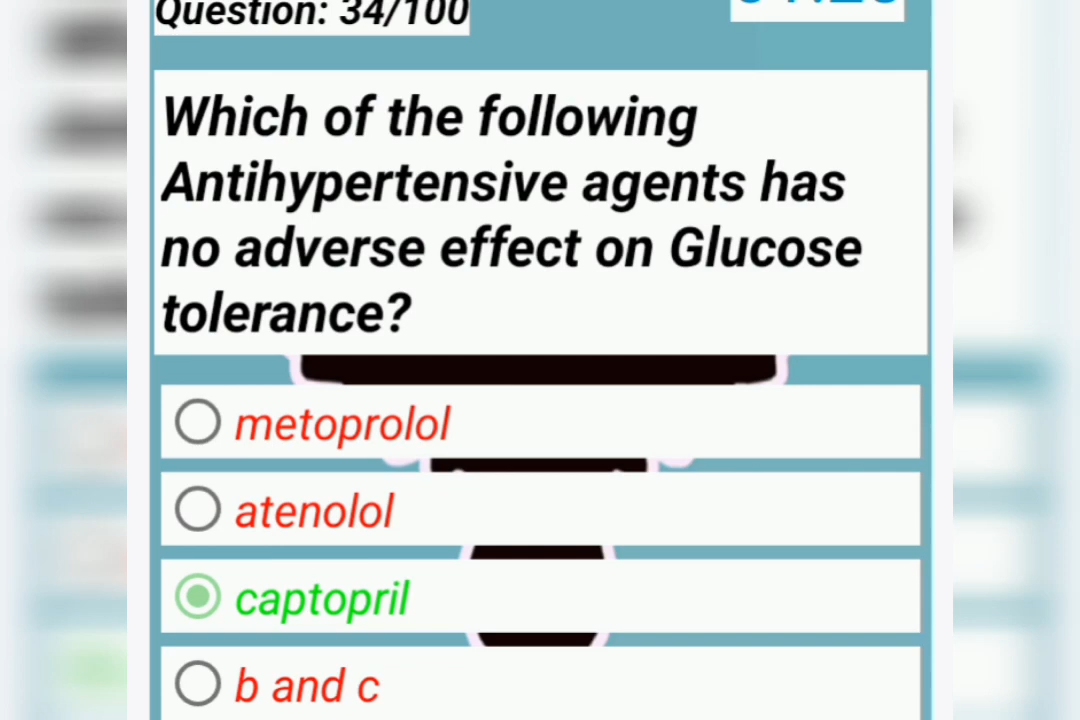 Question: 34/100
Which of the following
Antihypertensive agents has
no adverse effect on Glucose
tolerance?
metoprolol
atenolol
captopril
b and c